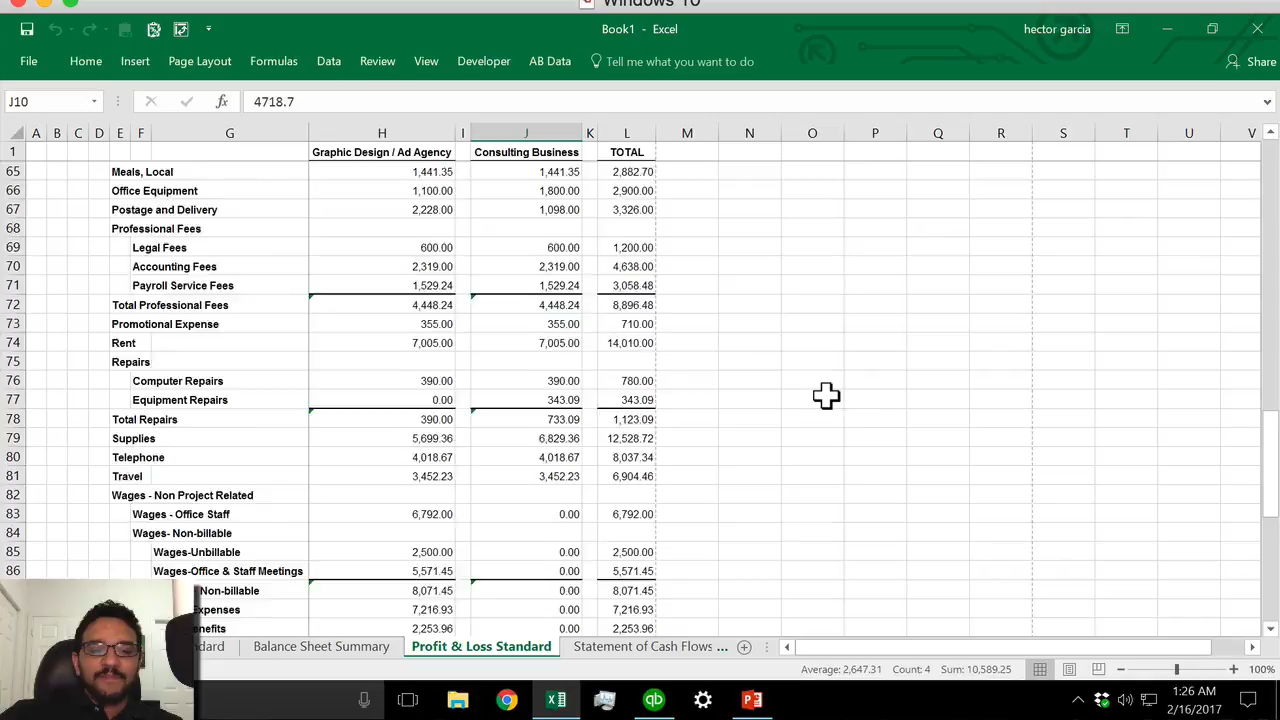 Windows 10
Book1 - Excel
hector garcia
File Home Insert Page Layout Formulas Data Review View Developer AB Data Tell me what you want to do Share
J10 fx 4718.7
A B C D E F G H I J K L M N O P Q R S T U V
1 Graphic Design / Ad Agency Consulting Business TOTAL
65 Meals, Local 1,441.35 1,441.35 2,882.70
66 Office Equipment 1,100.00 1,800.00 2,900.00
67 Postage and Delivery 2,228.00 1,098.00 3,326.00
68 Professional Fees
69 Legal Fees 600.00 600.00 1,200.00
70 Accounting Fees 2,319.00 2,319.00 4,638.00
71 Payroll Service Fees 1,529.24 1,529.24 3,058.48
72 Total Professional Fees 4,448.24 4,448.24 8,896.48
73 Promotional Expense 355.00 355.00 710.00
74 Rent 7,005.00 7,005.00 14,010.00
75 Repairs
76 Computer Repairs 390.00 390.00 780.00
77 Equipment Repairs 0.00 343.09 343.09
78 Total Repairs 390.00 733.09 1,123.09
79 Supplies 5,699.36 6,829.36 12,528.72
80 Telephone 4,018.67 4,018.67 8,037.34
81 Travel 3,452.23 3,452.23 6,904.46
82 Wages - Non Project Related
83 Wages - Office Staff 6,792.00 0.00 6,792.00
84 Wages- Non-billable
85 Wages-Unbillable 2,500.00 0.00 2,500.00
86 Wages-Office & Staff Meetings 5,571.45 0.00 5,571.45
Non-billable 8,071.45 0.00 8,071.45
Expenses 7,216.93 0.00 7,216.93
2,253.96 0.00 2,253.96
Balance Sheet Summary Profit & Loss Standard Statement of Cash Flows ...
Average: 2,647.31 Count: 4 Sum: 10,589.25 100%
1:26 AM
2/16/2017